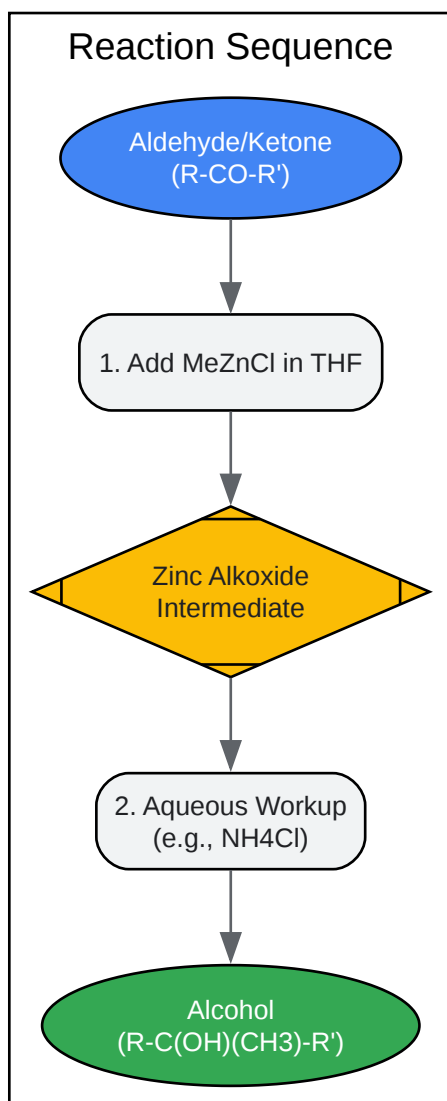 Reaction Sequence
Aldehyde/Ketone
(R-CO-R')
1. Add MeZnCl in THF
Zinc Alkoxide
Intermediate
2. Aqueous Workup
(e.g., NH4Cl)
Alcohol
(R-C(OH)(CH3)-R')